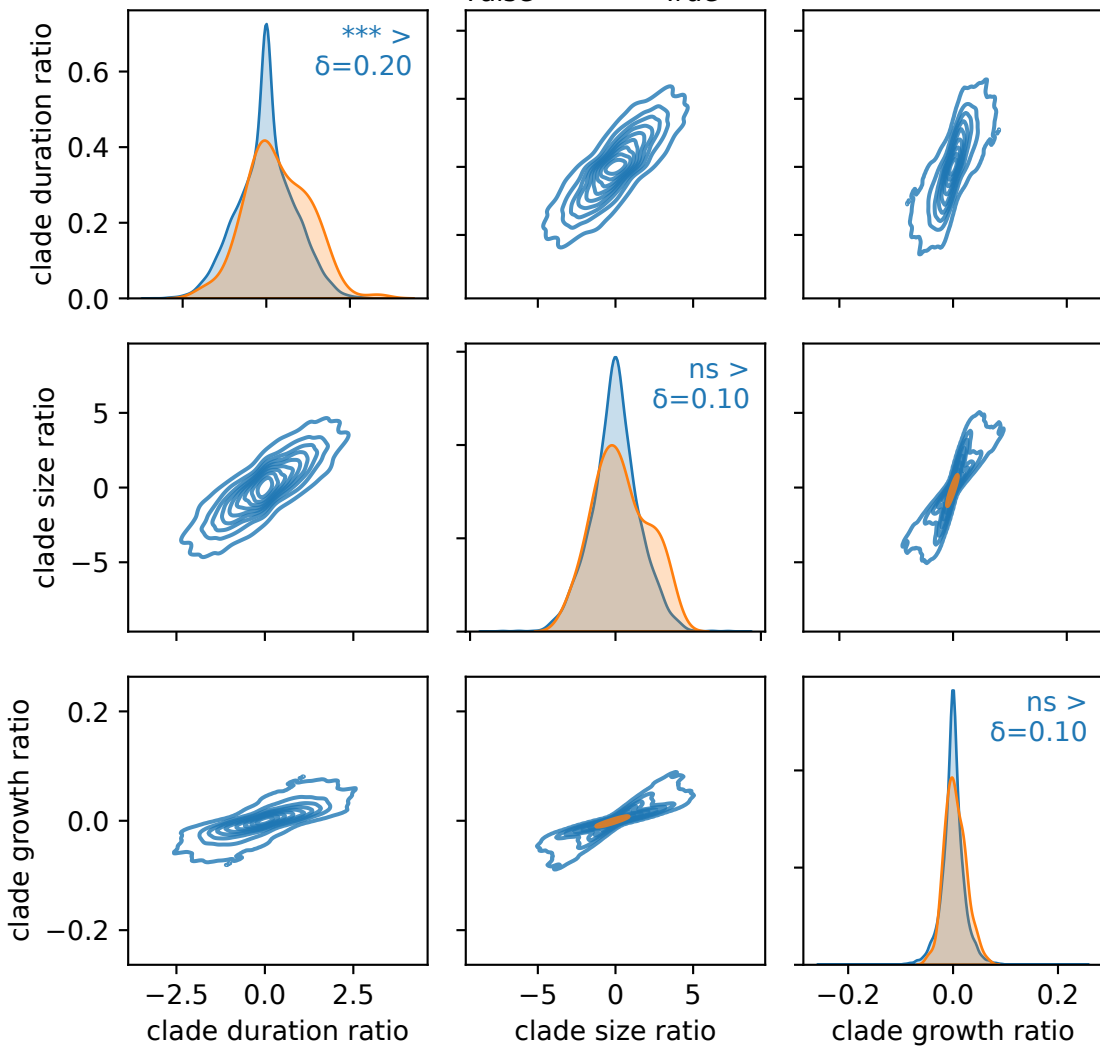 clade duration ratio
0.6
0.4
0.2
0.0
*** >
δ=0.20
clade size ratio
5
0
−5
ns >
δ=0.10
clade growth ratio
0.2
0.0
−0.2
ns >
δ=0.10
−2.5 0.0 2.5
−5 0 5
−0.2 0.0 0.2
clade duration ratio
clade size ratio
clade growth ratio